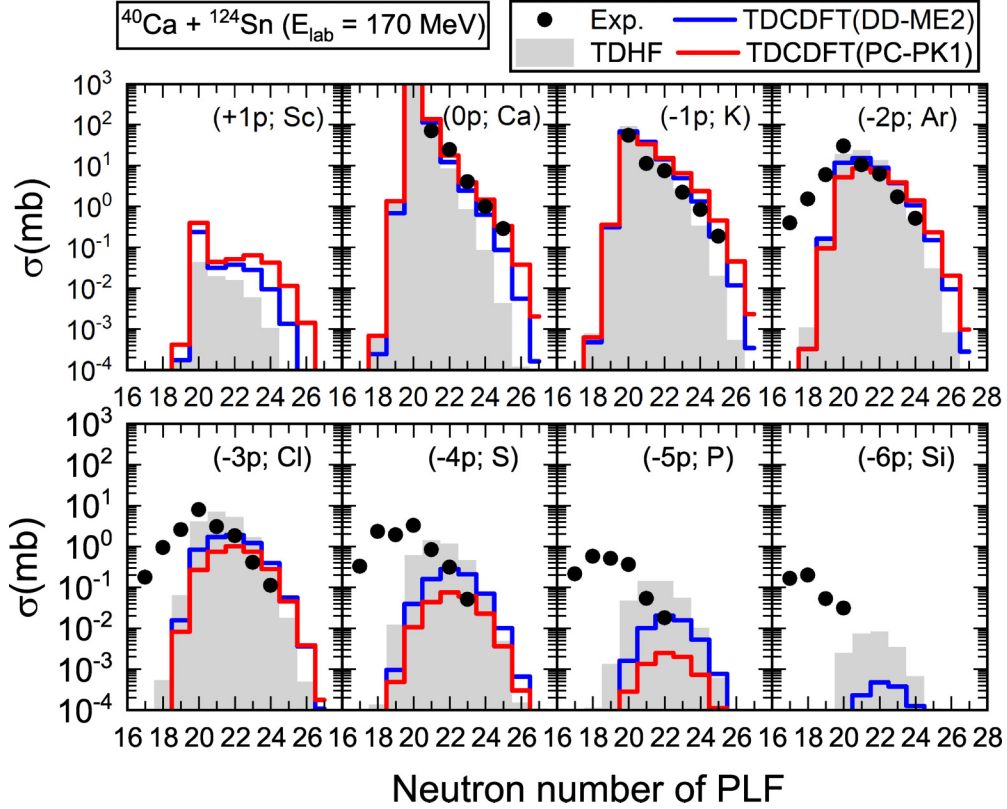 ⁴⁰Ca + ¹²⁴Sn (E_lab = 170 MeV)
Exp. TDCDFT(DD-ME2)
TDHF TDCDFT(PC-PK1)
(+1p; Sc) (0p; Ca) (-1p; K) (-2p; Ar)
10³
10²
10¹
10⁰
10⁻¹
10⁻²
10⁻³
10⁻⁴
σ(mb)
16 18 20 22 24 26 16 18 20 22 24 26 16 18 20 22 24 26 16 18 20 22 24 26 28
(-3p; Cl) (-4p; S) (-5p; P) (-6p; Si)
10³
10²
10¹
10⁰
10⁻¹
10⁻²
10⁻³
10⁻⁴
σ(mb)
16 18 20 22 24 26 16 18 20 22 24 26 16 18 20 22 24 26 16 18 20 22 24 26 28
Neutron number of PLF